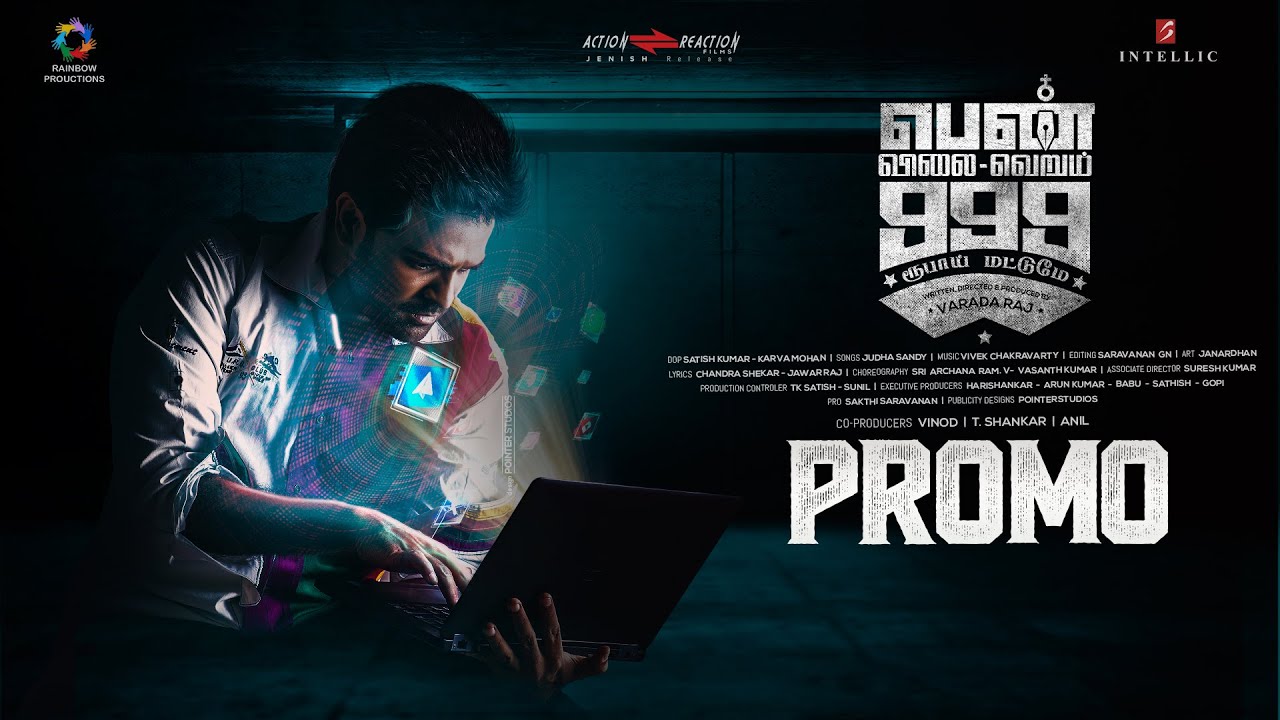 RAINBOW
PROUCTIONS
ACTION REACTION
FILMS
JENISH Release
INTELLIC
பெண்
விலை-வெறும்
999
ரூபாய் மட்டுமே
WRITTEN, DIRECTED & PRODUCED BY
VARADA RAJ
DOP SATISH KUMAR - KARVA MOHAN | SONGS JUDHA SANDY | MUSIC VIVEK CHAKRAVARTY | EDITING SARAVANAN GN | ART JANARDHAN
LYRICS CHANDRA SHEKAR - JAWAR RAJ | CHOREOGRAPHY SRI ARCHANA RAM. V- VASANTH KUMAR | ASSOCIATE DIRECTOR SURESH KUMAR
PRODUCTION CONTROLER TK SATISH - SUNIL | EXECUTIVE PRODUCERS HARISHANKAR - ARUN KUMAR - BABU - SATHISH - GOPI
PRO SAKTHI SARAVANAN | PUBLICITY DESIGNS POINTERSTUDIOS
CO-PRODUCERS VINOD | T. SHANKAR | ANIL
PROMO
design POINTER STUDIOS